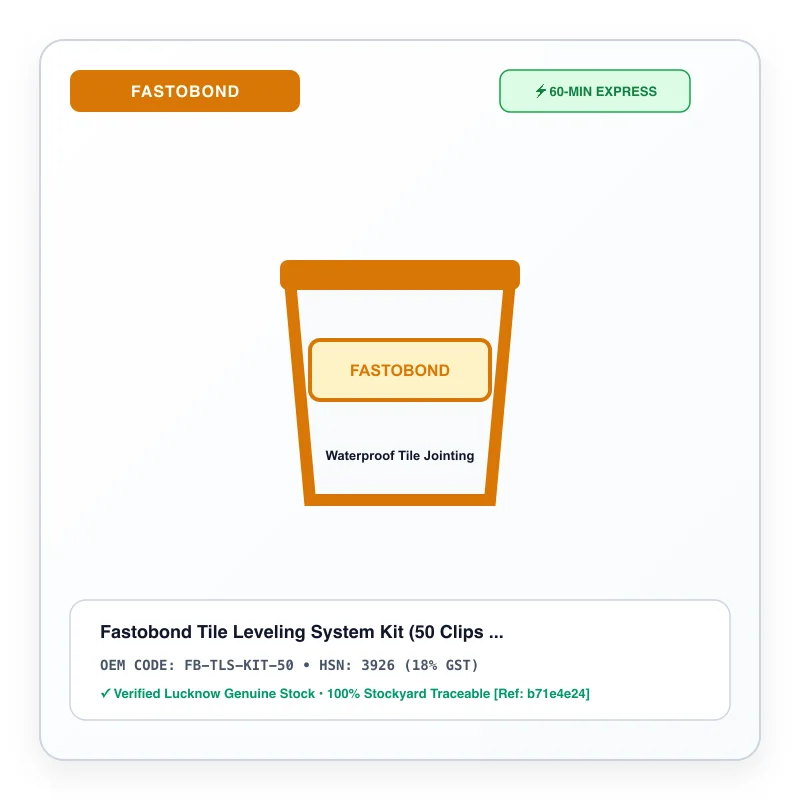 FASTOBOND
⚡60-MIN EXPRESS
FASTOBOND
Waterproof Tile Jointing
Fastobond Tile Leveling System Kit (50 Clips ...
OEM CODE: FB-TLS-KIT-50 • HSN: 3926 (18% GST)
✓ Verified Lucknow Genuine Stock · 100% Stockyard Traceable [Ref: b71e4e24]